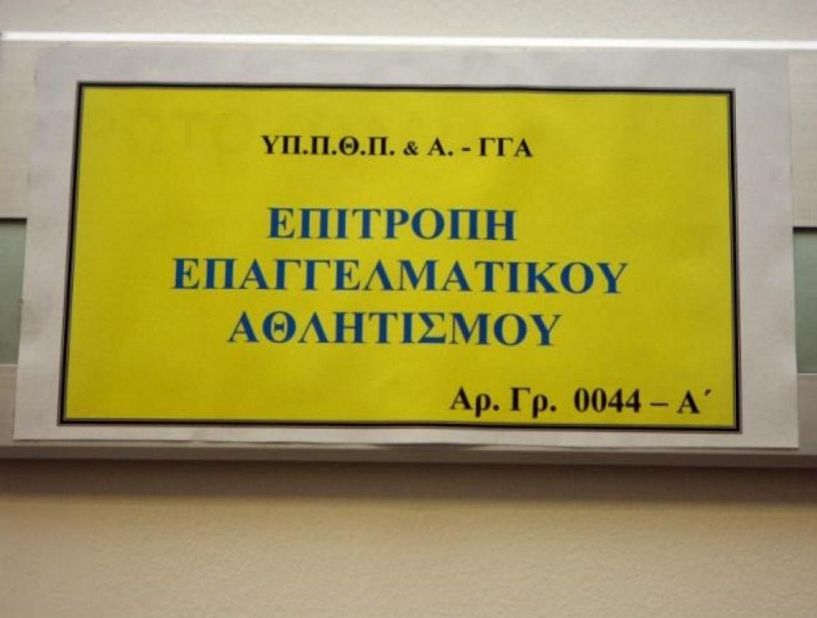 ΥΠ.Π.Θ.Π. & Α. - ΓΓΑ
ΕΠΙΤΡΟΠΗ
ΕΠΑΓΓΕΛΜΑΤΙΚΟΥ
ΑΘΛΗΤΙΣΜΟΥ
Αρ. Γρ. 0044 – Α΄